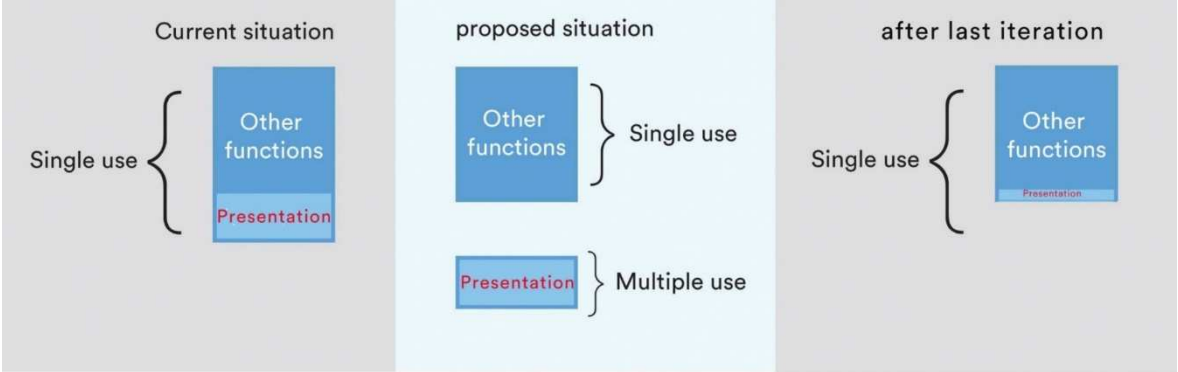 Current situation
Other
functions
Single use
Presentation
proposed situation
Other
functions
Single use
Presentation
Multiple use
after last iteration
Other
functions
Single use
Presentation